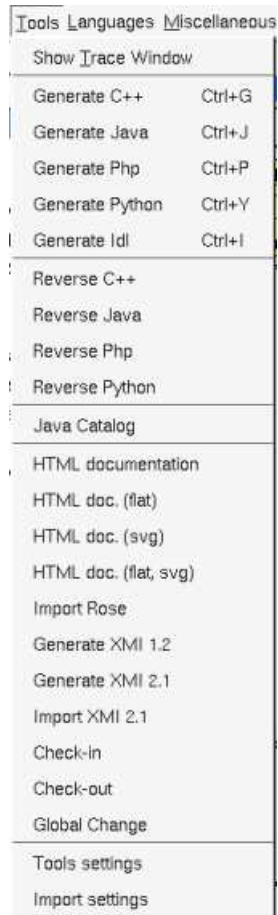 Tools Languages Miscellaneous
Show Trace Window
Generate C++ Ctrl+G
Generate Java Ctrl+J
Generate Php Ctrl+P
Generate Python Ctrl+Y
Generate Idl Ctrl+I
Reverse C++
Reverse Java
Reverse Php
Reverse Python
Java Catalog
HTML documentation
HTML doc. (flat)
HTML doc. (svg)
HTML doc. (flat, svg)
Import Rose
Generate XMI 1.2
Generate XMI 2.1
Import XMI 2.1
Check-in
Check-out
Global Change
Tools settings
Import settings